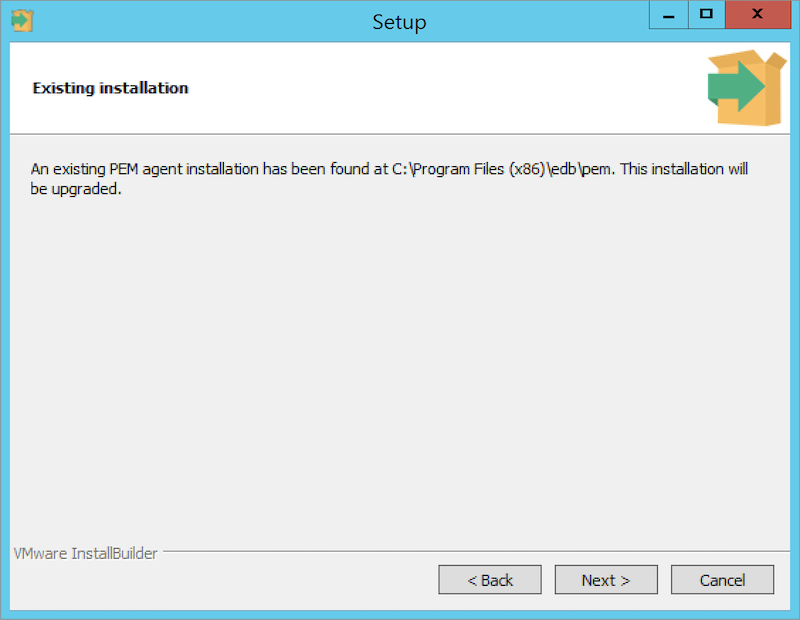 Setup
Existing installation
An existing PEM agent installation has been found at C:\Program Files (x86)\edb\pem. This installation will
be upgraded.
VMware InstallBuilder
< Back
Next >
Cancel